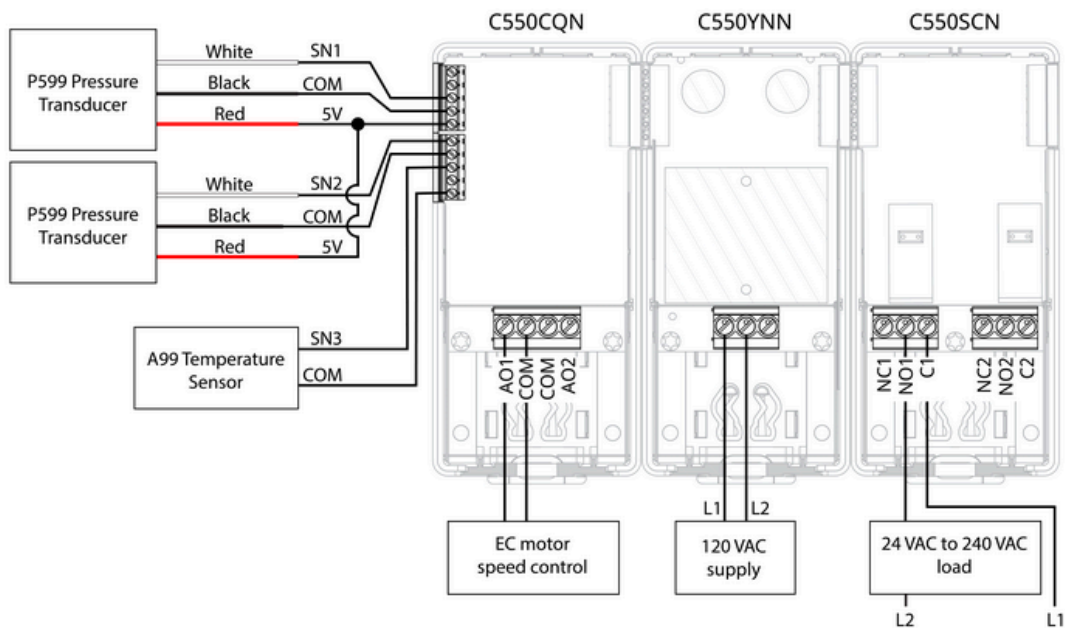 C550CQN
C550YNN
C550SCN
P599 Pressure
Transducer
White
SN1
Black
COM
Red
5V
P599 Pressure
Transducer
White
SN2
Black
COM
Red
5V
A99 Temperature
Sensor
SN3
COM
AO1
COM
COM
AO2
NC1
NO1
C1
NC2
NO2
C2
L1
L2
EC motor
speed control
120 VAC
supply
24 VAC to 240 VAC
load
L2
L1